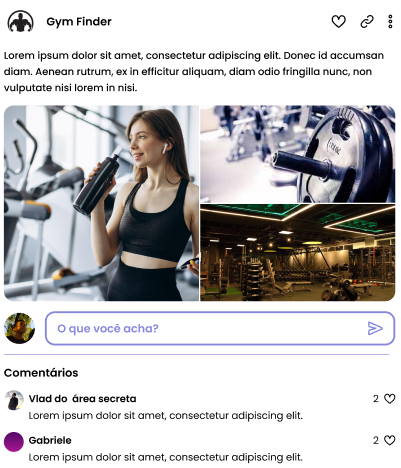 Gym Finder
Lorem ipsum dolor sit amet, consectetur adipiscing elit. Donec id accumsan
diam. Aenean rutrum, ex in efficitur aliquam, diam odio fringilla nunc, non
vulputate nisi lorem in nisi.
O que você acha?
Comentários
Vlad do área secreta
2
Lorem ipsum dolor sit amet, consectetur adipiscing elit.
Gabriele
2
Lorem ipsum dolor sit amet, consectetur adipiscing elit.